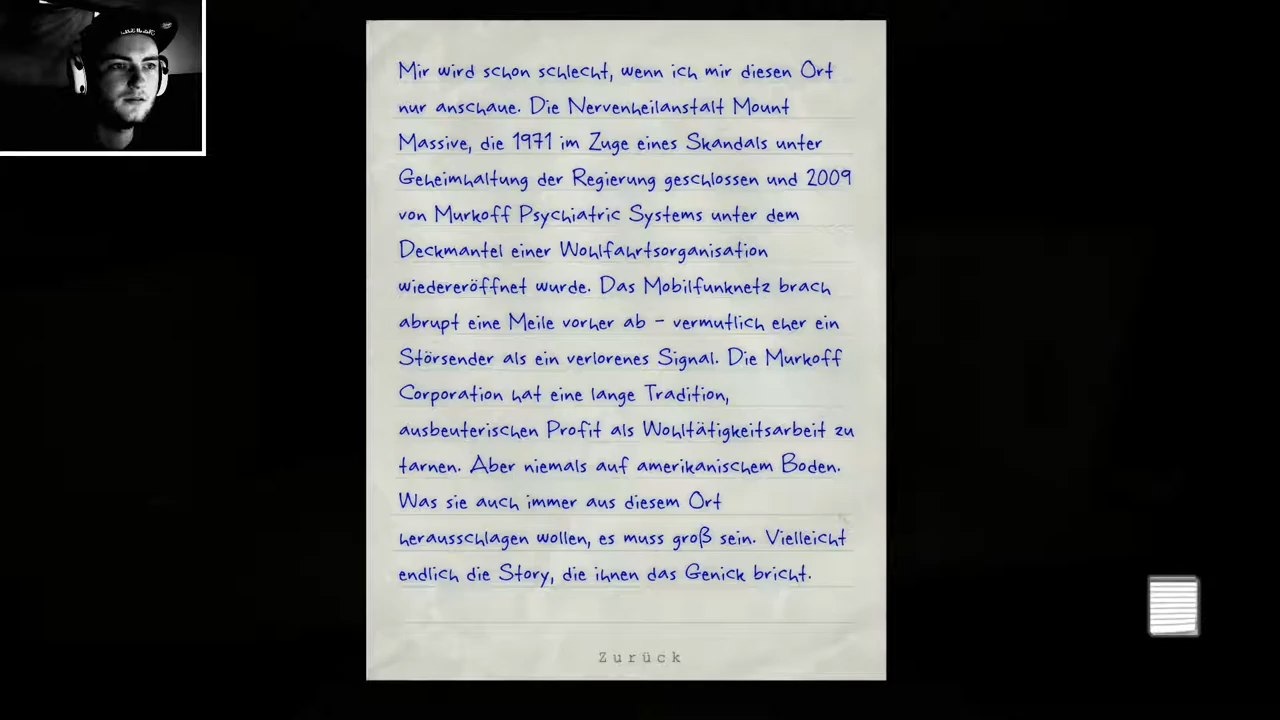 Mir wird schon schlecht, wenn ich mir diesen Ort
nur anschaue. Die Nervenheilanstalt Mount
Massive, die 1971 im Zuge eines Skandals unter
Geheimhaltung der Regierung geschlossen und 2009
von Murkoff Psychiatric Systems unter dem
Deckmantel einer Wohlfahrtsorganisation
wiedereröffnet wurde. Das Mobilfunknetz brach
abrupt eine Meile vorher ab – vermutlich eher ein
Störsender als ein verlorenes Signal. Die Murkoff
Corporation hat eine lange Tradition,
ausbeuterischen Profit als Wohltätigkeitsarbeit zu
tarnen. Aber niemals auf amerikanischem Boden.
Was sie auch immer aus diesem Ort
herausschlagen wollen, es muss groß sein. Vielleicht
endlich die Story, die ihnen das Genick bricht.
Zurück